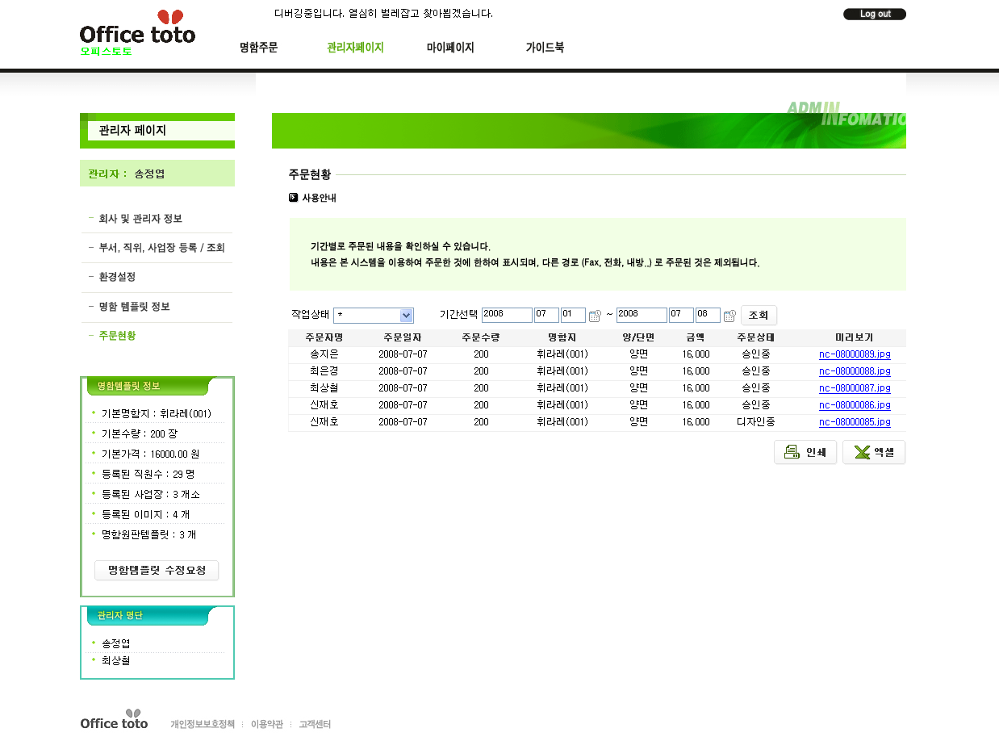 디버깅중입니다. 열심히 벌레잡고 찾아뵙겠습니다.
Log out
Office toto
오피스토토
명함주문 관리자페이지 마이페이지 가이드북
ADMIN
INFOMATIO
관리자 페이지
관리자 : 송정엽
회사 및 관리자 정보
부서, 직위, 사업장 등록 / 조회
환경설정
명함 템플릿 정보
주문현황
명함템플릿 정보
기본명함지 : 휘라레(001)
기본수량 : 200 장
기본가격 : 16000.00 원
등록된 직원수 : 29 명
등록된 사업장 : 3 개소
등록된 이미지 : 4 개
명함원판템플릿 : 3 개
명함템플릿 수정요청
관리자 명단
송정엽
최상철
주문현황
사용안내
기간별로 주문된 내용을 확인하실 수 있습니다.
내용은 본 시스템을 이용하여 주문한 것에 한하여 표시되며, 다른 경로 (Fax, 전화, 내방..) 로 주문된 것은 제외됩니다.
작업상태 * 기간선택 2008 07 01 ~ 2008 07 08 조회
주문자명 주문일자 주문수량 명함지 양/단면 금액 주문상태 미리보기
송지은 2008-07-07 200 휘라레(001) 양면 16,000 승인중 nc-08000089.jpg
최은경 2008-07-07 200 휘라레(001) 양면 16,000 승인중 nc-08000088.jpg
최상철 2008-07-07 200 휘라레(001) 양면 16,000 승인중 nc-08000087.jpg
신재호 2008-07-07 200 휘라레(001) 양면 16,000 승인중 nc-08000086.jpg
신재호 2008-07-07 200 휘라레(001) 양면 16,000 디자인중 nc-08000085.jpg
인쇄 엑셀
Office toto 개인정보보호정책 : 이용약관 : 고객센터